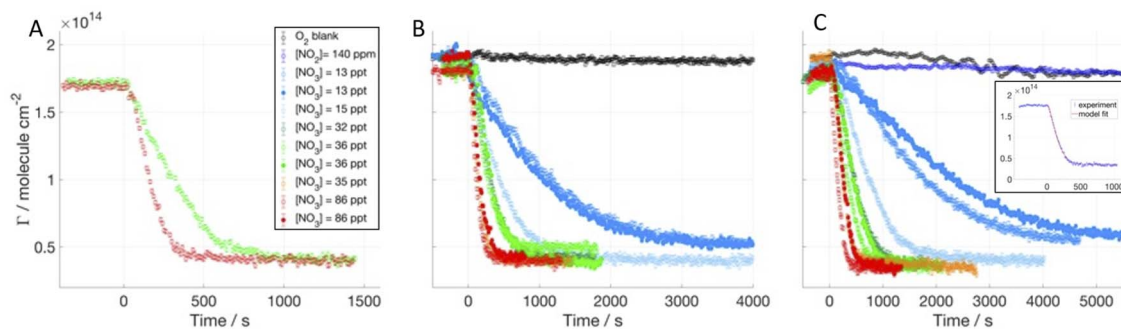 A
×10^14
2
1.5
1
0.5
Γ / molecule cm^-2
0
500
1000
1500
Time / s
O2 blank
[NO2]= 140 ppm
[NO3] = 13 ppt
[NO3] = 13 ppt
[NO3] = 15 ppt
[NO3] = 32 ppt
[NO3] = 36 ppt
[NO3] = 36 ppt
[NO3] = 35 ppt
[NO3] = 86 ppt
[NO3] = 86 ppt
B
0
1000
2000
3000
4000
Time / s
C
0
1000
2000
3000
4000
5000
Time / s
2 ×10^14
1.5
1
0.5
0
0
500
1000
experiment
model fit